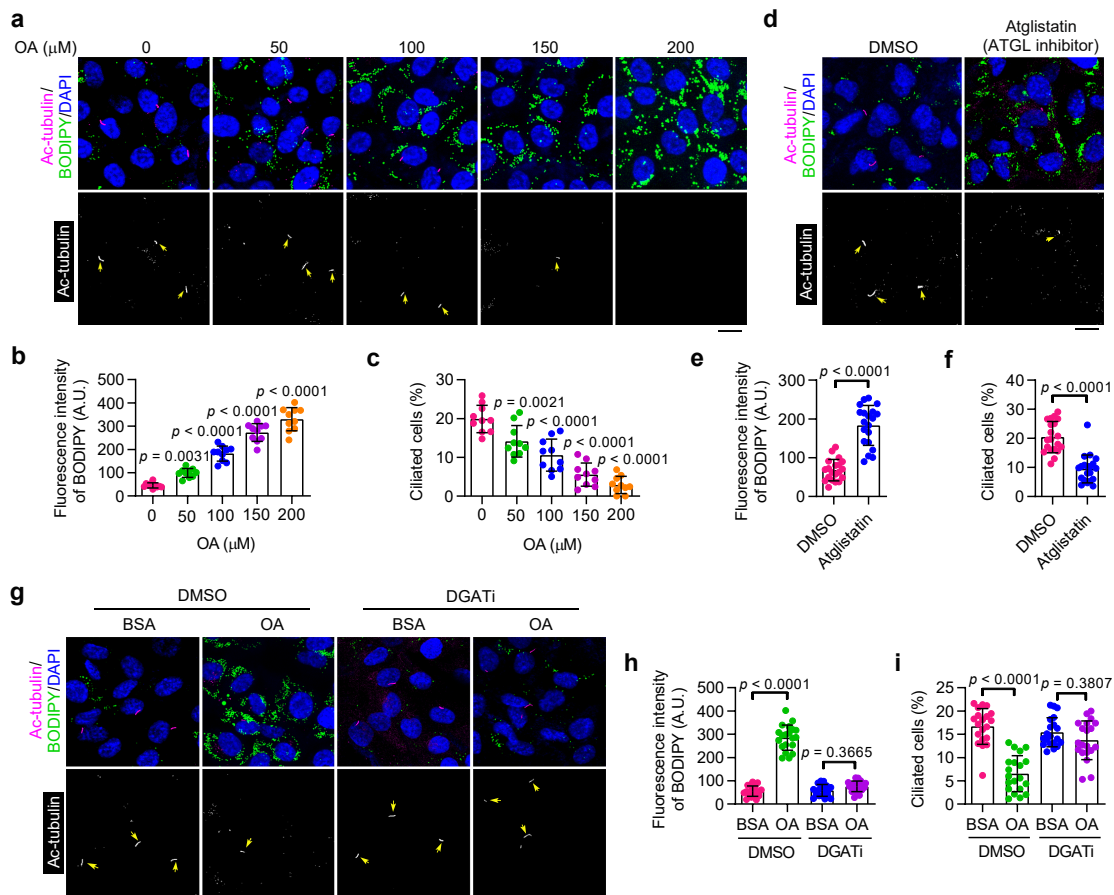 a
OA (μM)
0
50
100
150
200
Ac-tubulin/
BODIPY/DAPI
Ac-tubulin
d
DMSO
Atglistatin
(ATGL inhibitor)
Ac-tubulin/
BODIPY/DAPI
Ac-tubulin
b
Fluorescence intensity
of BODIPY (A.U.)
500
400
300
200
100
0
p = 0.0031
p < 0.0001
p < 0.0001
p < 0.0001
0
50
100
150
200
OA (μM)
c
Ciliated cells (%)
30
20
10
0
p = 0.0021
p < 0.0001
p < 0.0001
p < 0.0001
0
50
100
150
200
OA (μM)
e
Fluorescence intensity
of BODIPY (A.U.)
300
200
100
0
p < 0.0001
DMSO
Atglistatin
f
Ciliated cells (%)
40
30
20
10
0
p < 0.0001
DMSO
Atglistatin
g
DMSO
DGATi
BSA
OA
BSA
OA
Ac-tubulin/
BODIPY/DAPI
Ac-tubulin
h
Fluorescence intensity
of BODIPY (A.U.)
500
400
300
200
100
0
p < 0.0001
p = 0.3665
BSA OA BSA OA
DMSO DGATi
i
Ciliated cells (%)
25
20
15
10
5
0
p < 0.0001
p = 0.3807
BSA OA BSA OA
DMSO DGATi